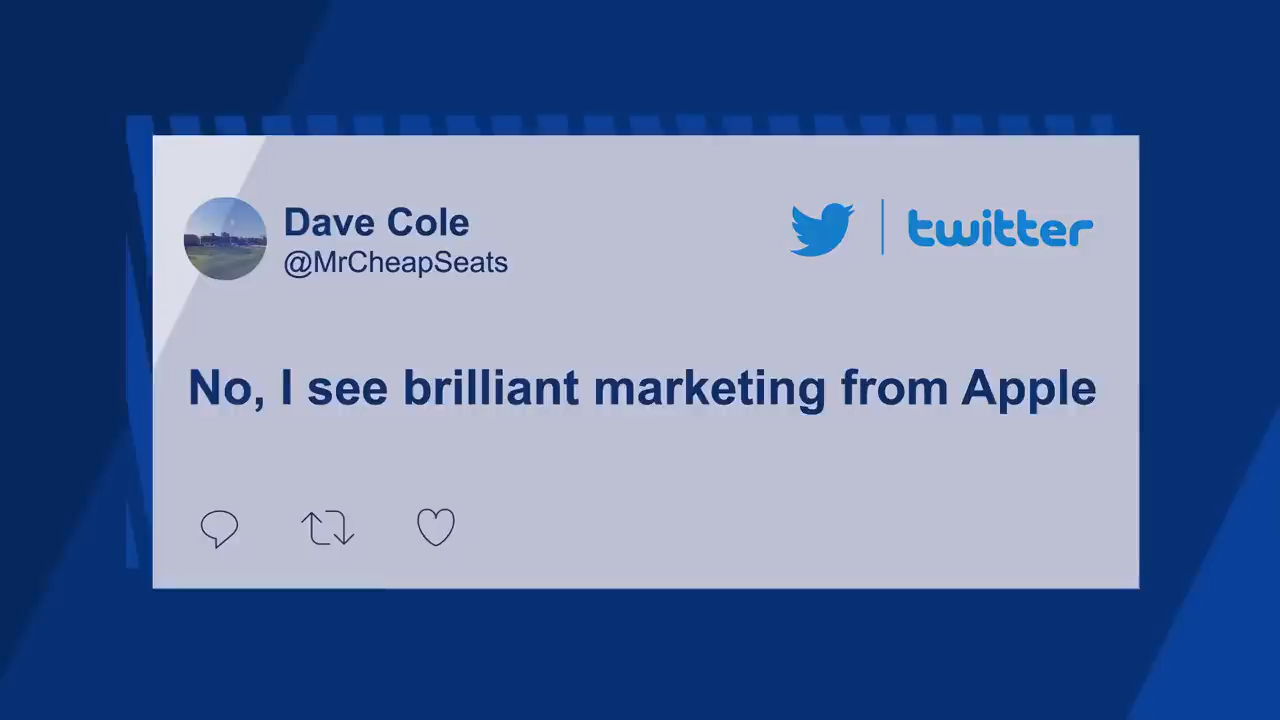 Dave Cole
@MrCheapSeats
twitter
No, I see brilliant marketing from Apple